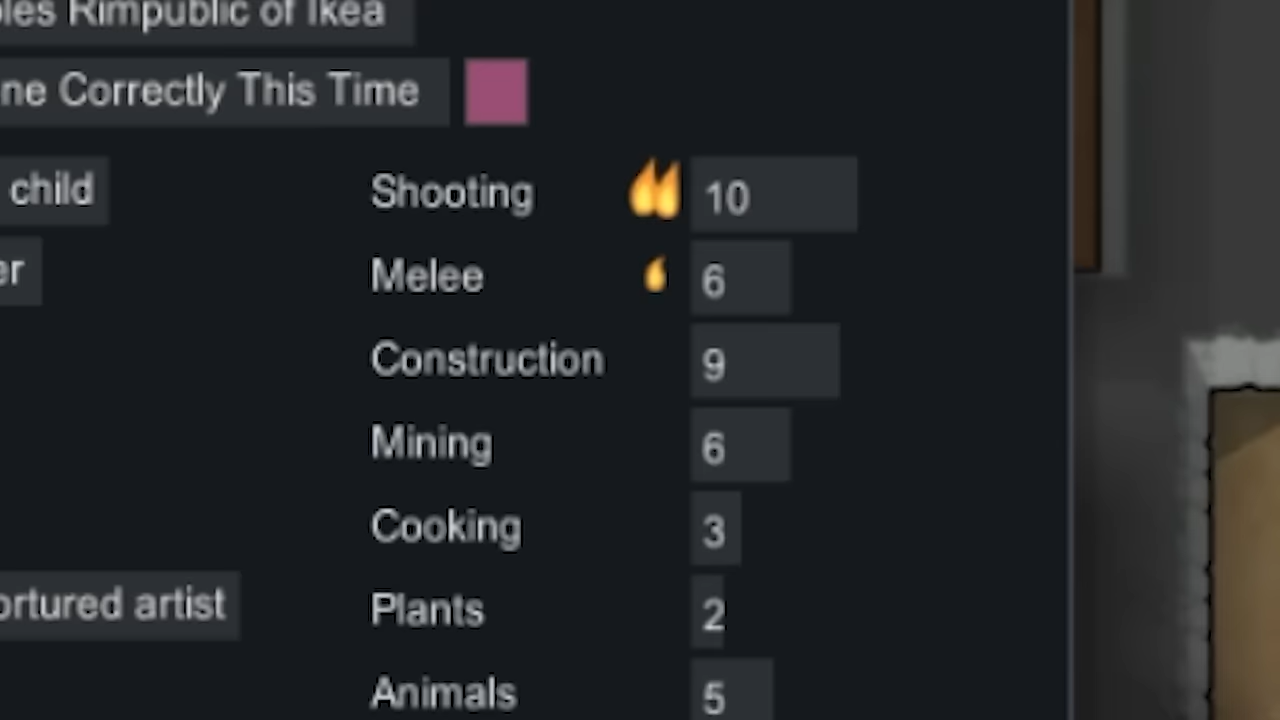 les Rimpublic of Ikea
ne Correctly This Time
child
Shooting 10
er
Melee 6
Construction 9
Mining 6
Cooking 3
ortured artist
Plants 2
Animals 5